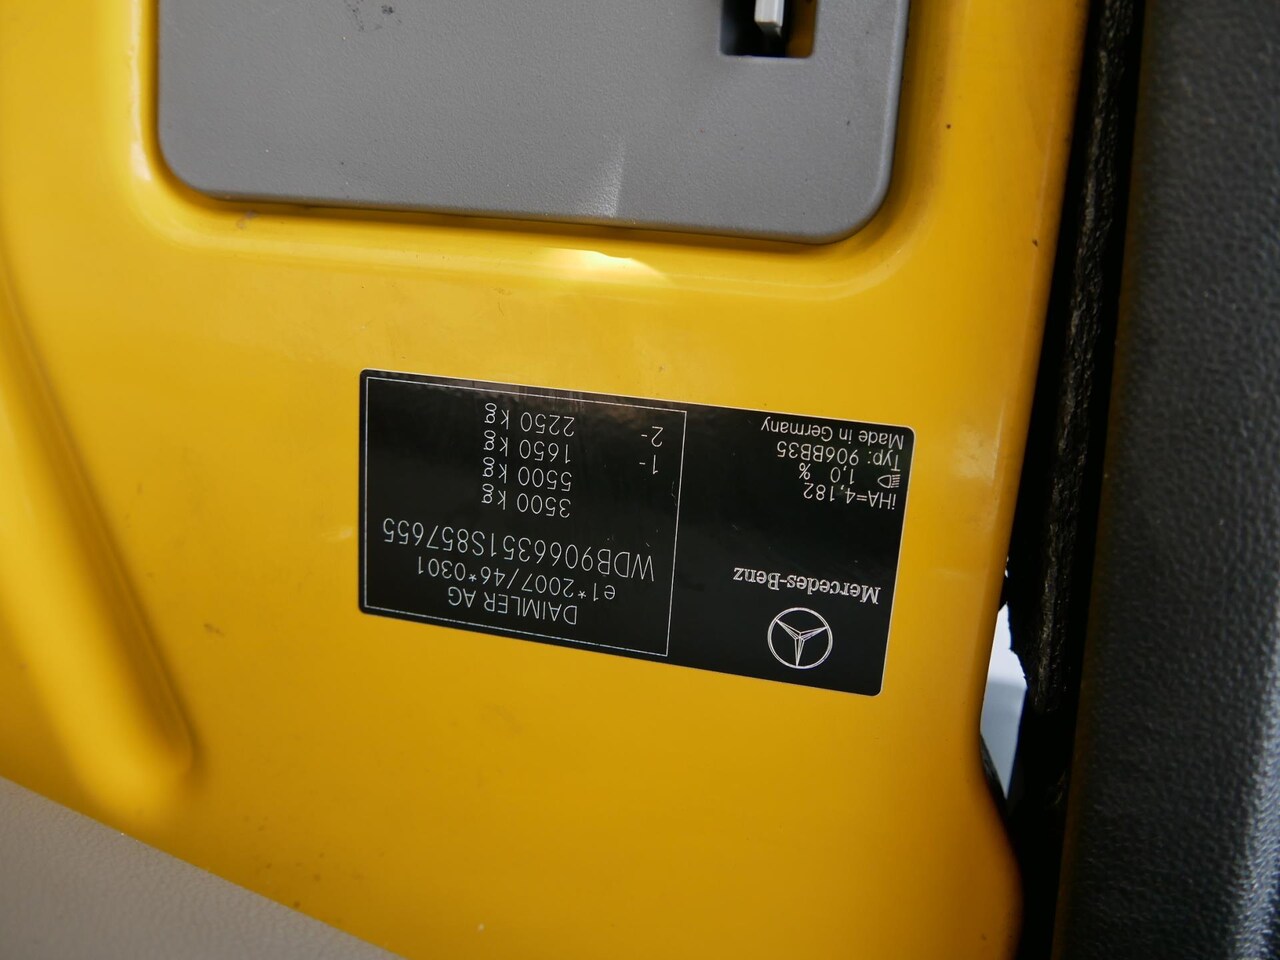 Mercedes-Benz
iHA=4,182
1,0 %
Typ: 906BB35
Made in Germany
DAIMLER AG
e1*2007/46*0301
WDB9066351S857655
3500 kg
5500 kg
1- 1650 kg
2- 2250 kg